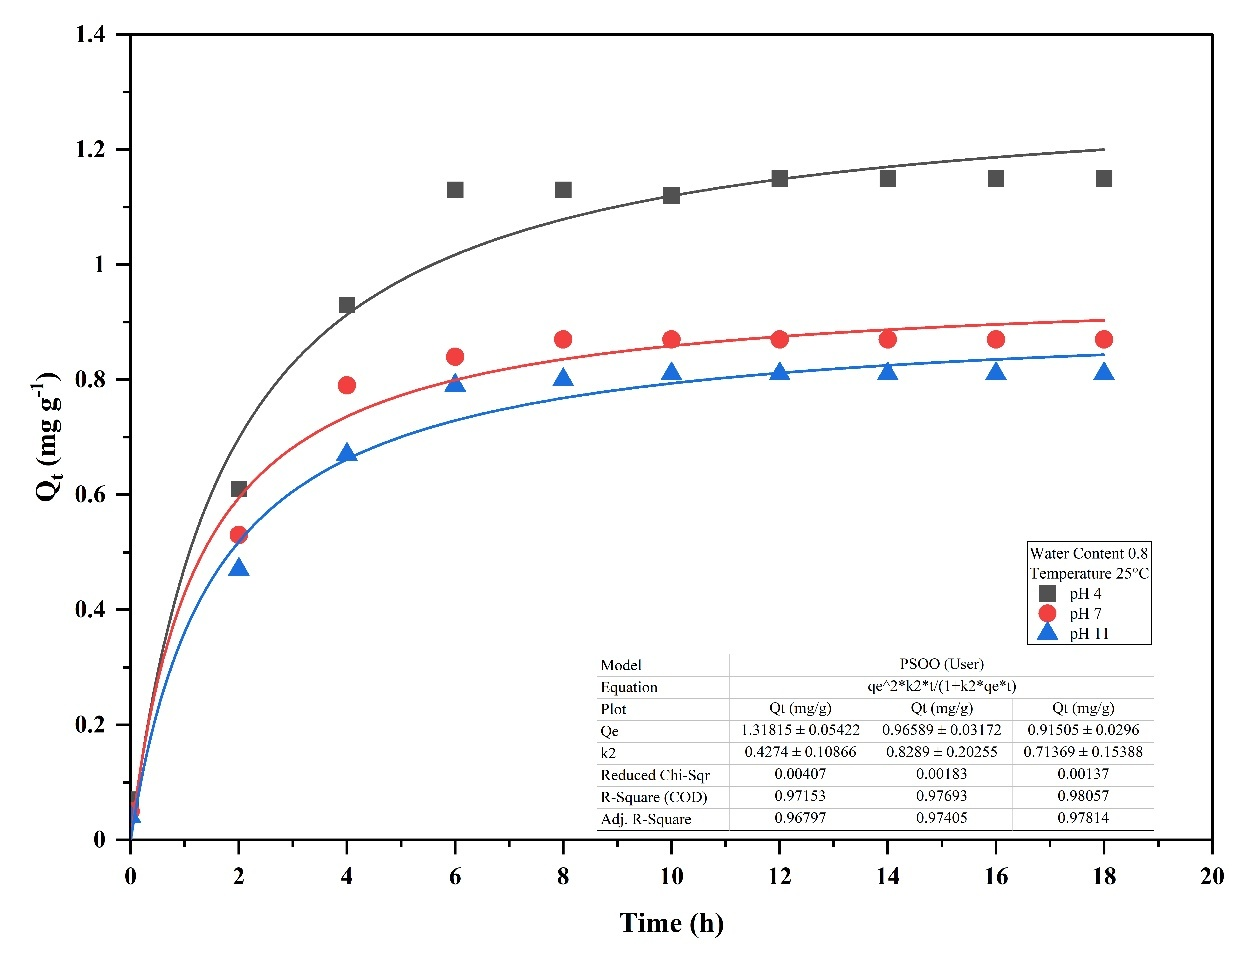 1.4
1.2
1
0.8
0.6
0.4
0.2
0
Qt (mg g-1)
Water Content 0.8
Temperature 25°C
pH 4
pH 7
pH 11
Model PSOO (User)
Equation qe^2*k2*t/(1+k2*qe*t)
Plot Qt (mg/g) Qt (mg/g) Qt (mg/g)
Qe 1.31815 ± 0.05422 0.96589 ± 0.03172 0.91505 ± 0.0296
k2 0.4274 ± 0.10866 0.8289 ± 0.20255 0.71369 ± 0.15388
Reduced Chi-Sqr 0.00407 0.00183 0.00137
R-Square (COD) 0.97153 0.97693 0.98057
Adj. R-Square 0.96797 0.97405 0.97814
0 2 4 6 8 10 12 14 16 18 20
Time (h)